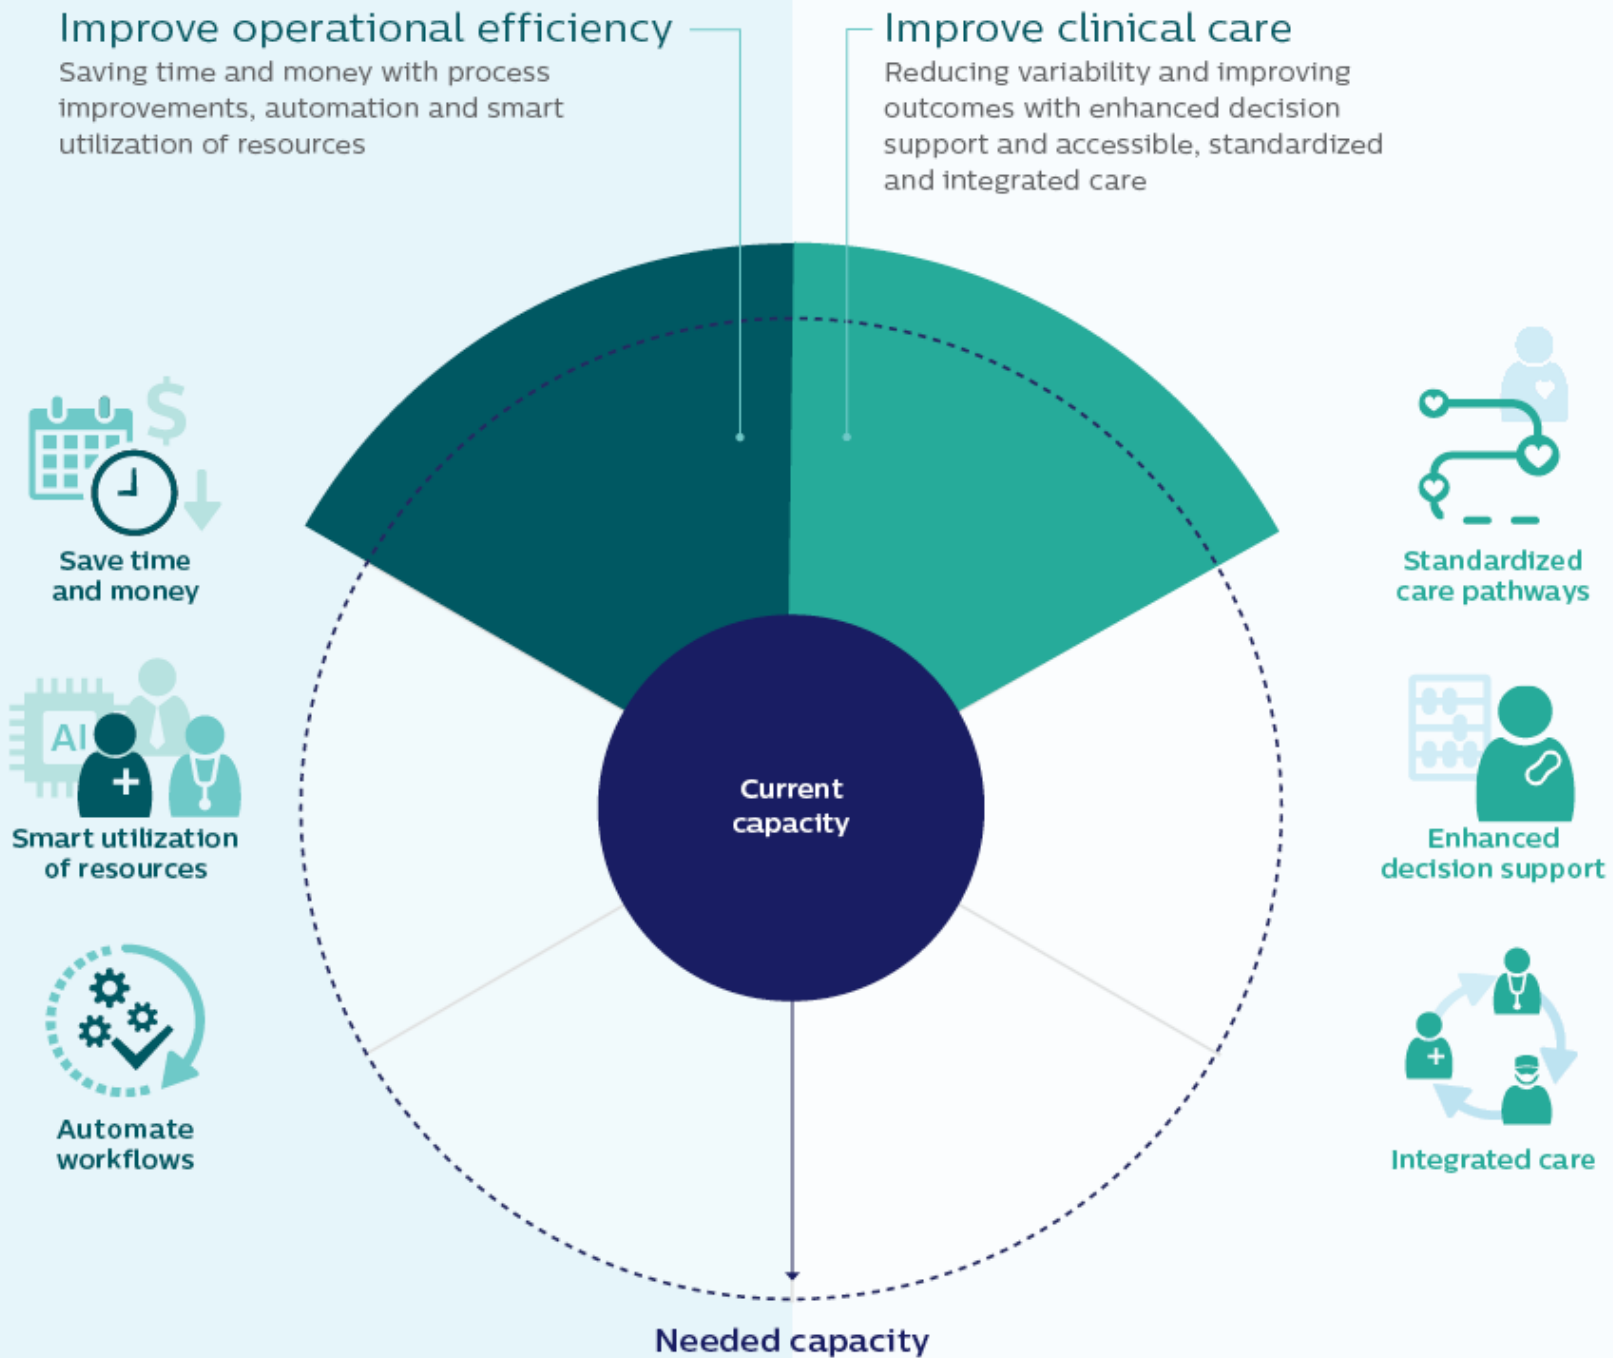 Improve operational efficiency
Saving time and money with process
improvements, automation and smart
utilization of resources
Improve clinical care
Reducing variability and improving
outcomes with enhanced decision
support and accessible, standardized
and integrated care
$
Save time
and money
AI
Smart utilization
of resources
Automate
workflows
Current
capacity
Needed capacity
Standardized
care pathways
Enhanced
decision support
Integrated care